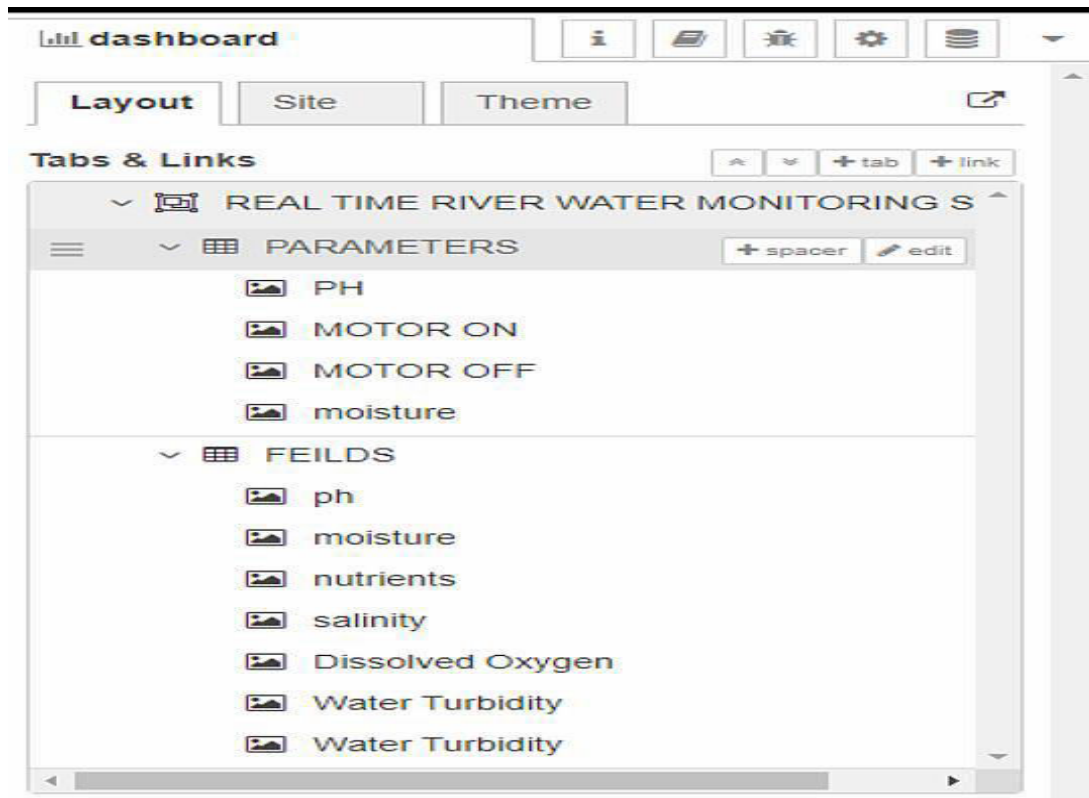 dashboard
Layout Site Theme
Tabs & Links + tab + link
REAL TIME RIVER WATER MONITORING S
PARAMETERS + spacer edit
PH
MOTOR ON
MOTOR OFF
moisture
FEILDS
ph
moisture
nutrients
salinity
Dissolved Oxygen
Water Turbidity
Water Turbidity